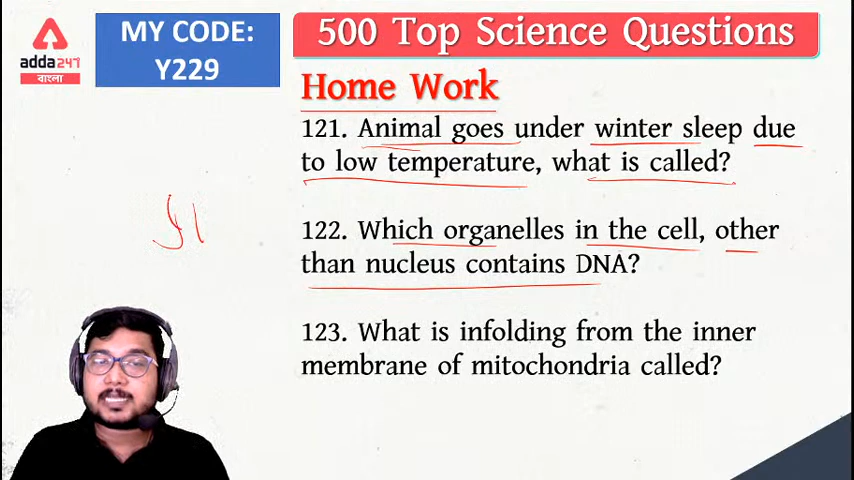 adda247
বাংলা
MY CODE:
Y229
500 Top Science Questions
Home Work
121. Animal goes under winter sleep due
to low temperature, what is called?
122. Which organelles in the cell, other
than nucleus contains DNA?
123. What is infolding from the inner
membrane of mitochondria called?